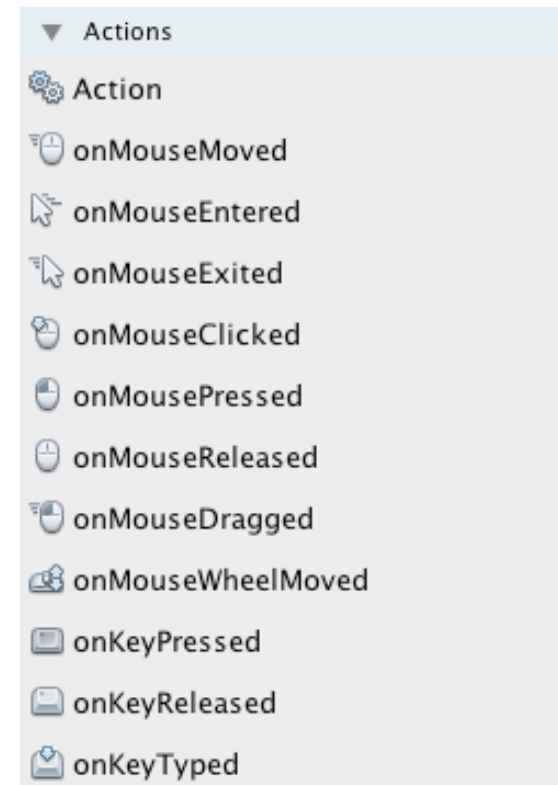 Actions
Action
onMouseMoved
onMouseEntered
onMouseExited
onMouseClicked
onMousePressed
onMouseReleased
onMouseDragged
onMouseWheelMoved
onKeyPressed
onKeyReleased
onKeyTyped